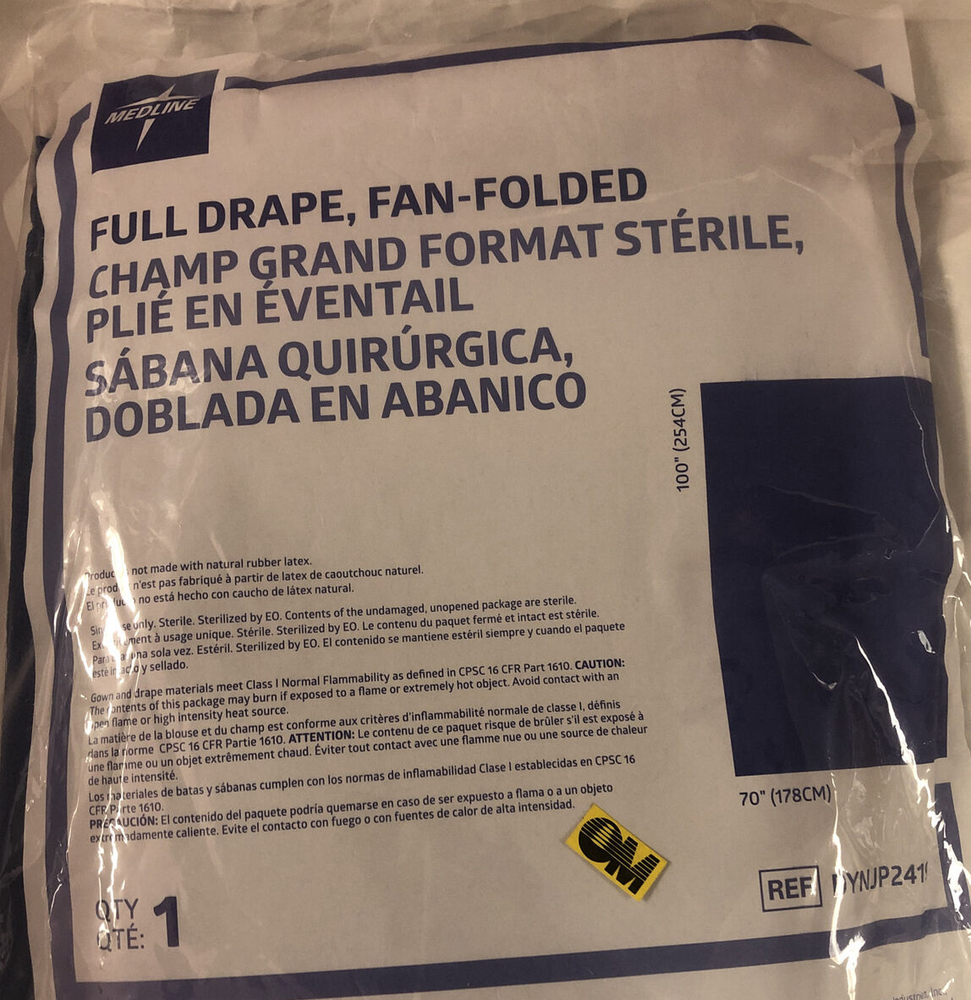 MEDLINE
FULL DRAPE, FAN-FOLDED
CHAMP GRAND FORMAT STÉRILE,
PLIÉ EN ÉVENTAIL
SÁBANA QUIRÚRGICA,
DOBLADA EN ABANICO
100" (254CM)
not made with natural rubber latex.
n'est pas fabriqué à partir de latex de caoutchouc naturel.
no está hecho con caucho de látex natural.
only. Sterile. Sterilized by EO. Contents of the undamaged, unopened package are sterile.
à usage unique. Stérile. Sterilized by EO. Le contenu du paquet fermé et intact est stérile.
Para una sola vez. Estéril. Sterilized by EO. El contenido se mantiene estéril siempre y cuando el paquete
esté intacto y sellado.
Gown and drape materials meet Class I Normal Flammability as defined in CPSC 16 CFR Part 1610. CAUTION:
The contents of this package may burn if exposed to a flame or extremely hot object. Avoid contact with an
open flame or high intensity heat source.
La matière de la blouse et du champ est conforme aux critères d'inflammabilité normale de classe I, définis
dans la norme CPSC 16 CFR Partie 1610. ATTENTION: Le contenu de ce paquet risque de brûler s'il est exposé à
une flamme ou un objet extrêmement chaud. Éviter tout contact avec une flamme nue ou une source de chaleur
de haute intensité.
Los materiales de batas y sábanas cumplen con los normas de inflamabilidad Clase I establecidas en CPSC 16
CFR Parte 1610.
PRECAUCIÓN: El contenido del paquete podria quemarse en caso de ser expuesto a flama o a un objeto
extremadamente caliente. Evite el contacto con fuego o con fuentes de calor de alta intensidad.
70" (178CM)
OM
REF DYNJP241
QTY
QTÉ: 1